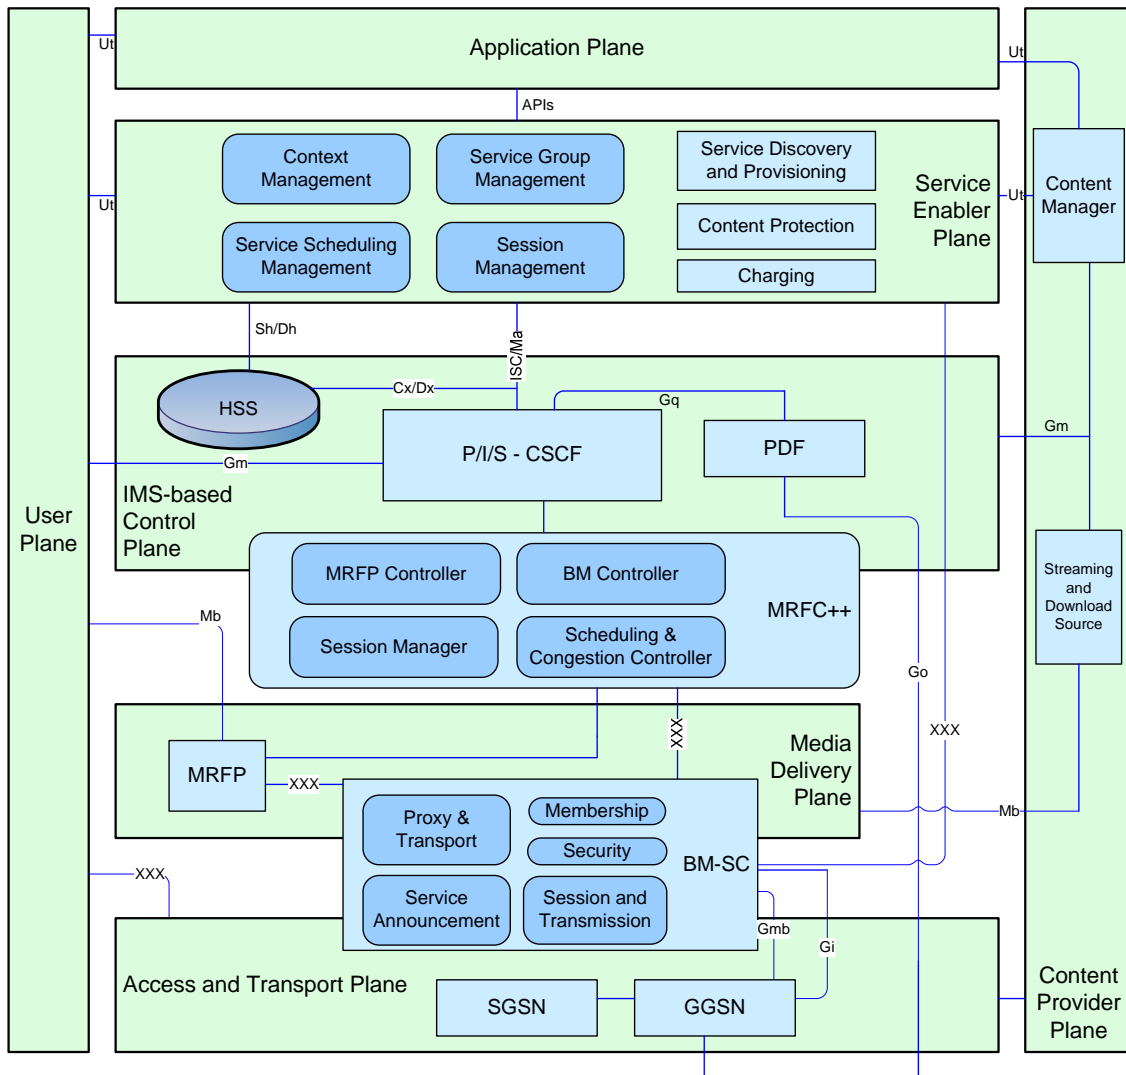 Application Plane
Ut
Ut
APIs
Context
Management
Service Group
Management
Service Discovery
and Provisioning
Service
Enabler
Plane
Content
Manager
Ut
Ut
Service Scheduling
Management
Session
Management
Content Protection
Charging
Sh/Dh
ISC/Ma
HSS
Cx/Dx
Gq
P/I/S - CSCF
PDF
Gm
Gm
IMS-based
Control
Plane
User
Plane
MRFP Controller
BM Controller
MRFC++
Session Manager
Scheduling &
Congestion Controller
Streaming
and
Download
Source
Mb
Go
XXX
XXX
Media
Delivery
Plane
MRFP
XXX
Mb
Proxy &
Transport
Membership
Security
BM-SC
Service
Announcement
Session and
Transmission
XXX
Gmb
Gi
Access and Transport Plane
SGSN
GGSN
Content
Provider
Plane